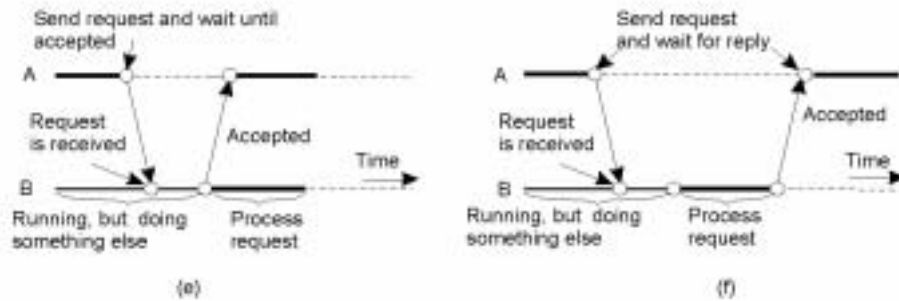 Send request and wait until
accepted
A
Request
is received
Accepted
Time
B
Running, but doing
something else
Process
request
(e)
Send request
and wait for reply
A
Request
is received
Accepted
Time
B
Running, but doing
something else
Process
request
(f)